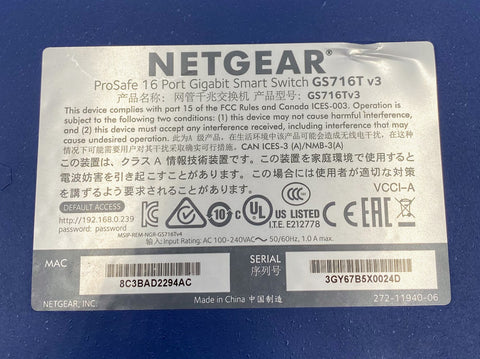 NETGEAR
ProSafe 16 Port Gigabit Smart Switch GS716T v3
产品名称：网管千兆交换机 产品型号：GS716Tv3
This device complies with part 15 of the FCC Rules and Canada ICES-003. Operation is
subject to the following two conditions: (1) this device may not cause harmful
interference, and (2) this device must accept any interference received, including interference that may
cause undesired operation. 此为A 级产品，在生活环境中该产品可能会造成无线电干扰，在这种
情况下可能需要用户对其干扰采取切实可行的措施。 CAN ICES-3 (A)/NMB-3(A)
この装置は、クラス A 情報技術装置です。この装置を家庭環境で使用すると
電波妨害を引き起こすことがあります。この場合には使用者が適切な対策
を講ずるよう要求されることがあります。 VCCI-A
DEFAULT ACCESS
http://192.168.0.239
password: password
MSIP-REM-NGR-GS716Tv4
10
C UL US LISTED
I.T.E. E212778
CCC
EAC
输入: Input Rating: AC 100-240VAC～ 50/60Hz, 1.0 A max.
MAC
8C3BAD2294AC
SERIAL
序列号
3GY67B5X0024D
NETGEAR, INC.
Made in China 中国制造
272-11940-06